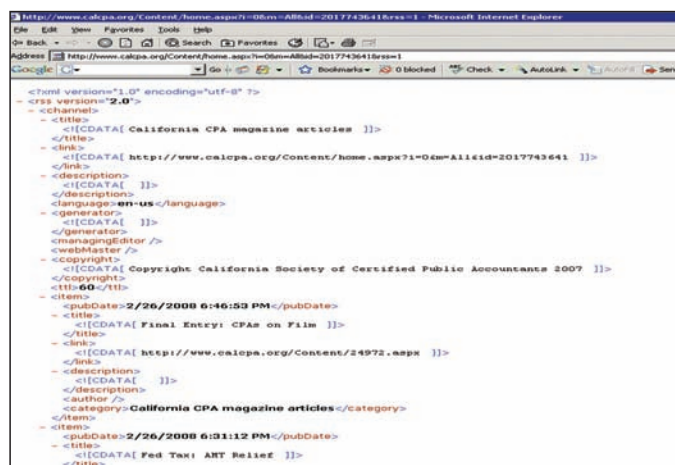 http://www.calcpa.org/Content/home.aspx?i=0&m=All&id=2017743641&rss=1 - Microsoft Internet Explorer
File Edit View Favorites Tools Help
Back Search Favorites
Address http://www.calcpa.org/Content/home.aspx?i=0&m=All&id=2017743641&rss=1
Google Go Bookmarks 0 blocked Check AutoLink AutoFill Sen
<?xml version="1.0" encoding="utf-8" ?>
- <rss version="2.0">
- <channel>
- <title>
<![CDATA[ California CPA magazine articles ]]>
</title>
- <link>
<![CDATA[ http://www.calcpa.org/Content/home.aspx?i=0&m=All&id=2017743641 ]]>
</link>
- <description>
<![CDATA[ ]]>
</description>
<language>en-us</language>
- <generator>
<![CDATA[ ]]>
</generator>
<managingEditor />
<webMaster />
- <copyright>
<![CDATA[ Copyright California Society of Certified Public Accountants 2007 ]]>
</copyright>
<ttl>60</ttl>
- <item>
<pubDate>2/26/2008 6:46:53 PM</pubDate>
- <title>
<![CDATA[ Final Entry: CPAs on Film ]]>
</title>
- <link>
<![CDATA[ http://www.calcpa.org/Content/24972.aspx ]]>
</link>
- <description>
<![CDATA[ ]]>
</description>
<author />
<category>California CPA magazine articles</category>
</item>
- <item>
<pubDate>2/26/2008 6:31:12 PM</pubDate>
- <title>
<![CDATA[ Fed Tax: AMT Relief ]]>
</title>